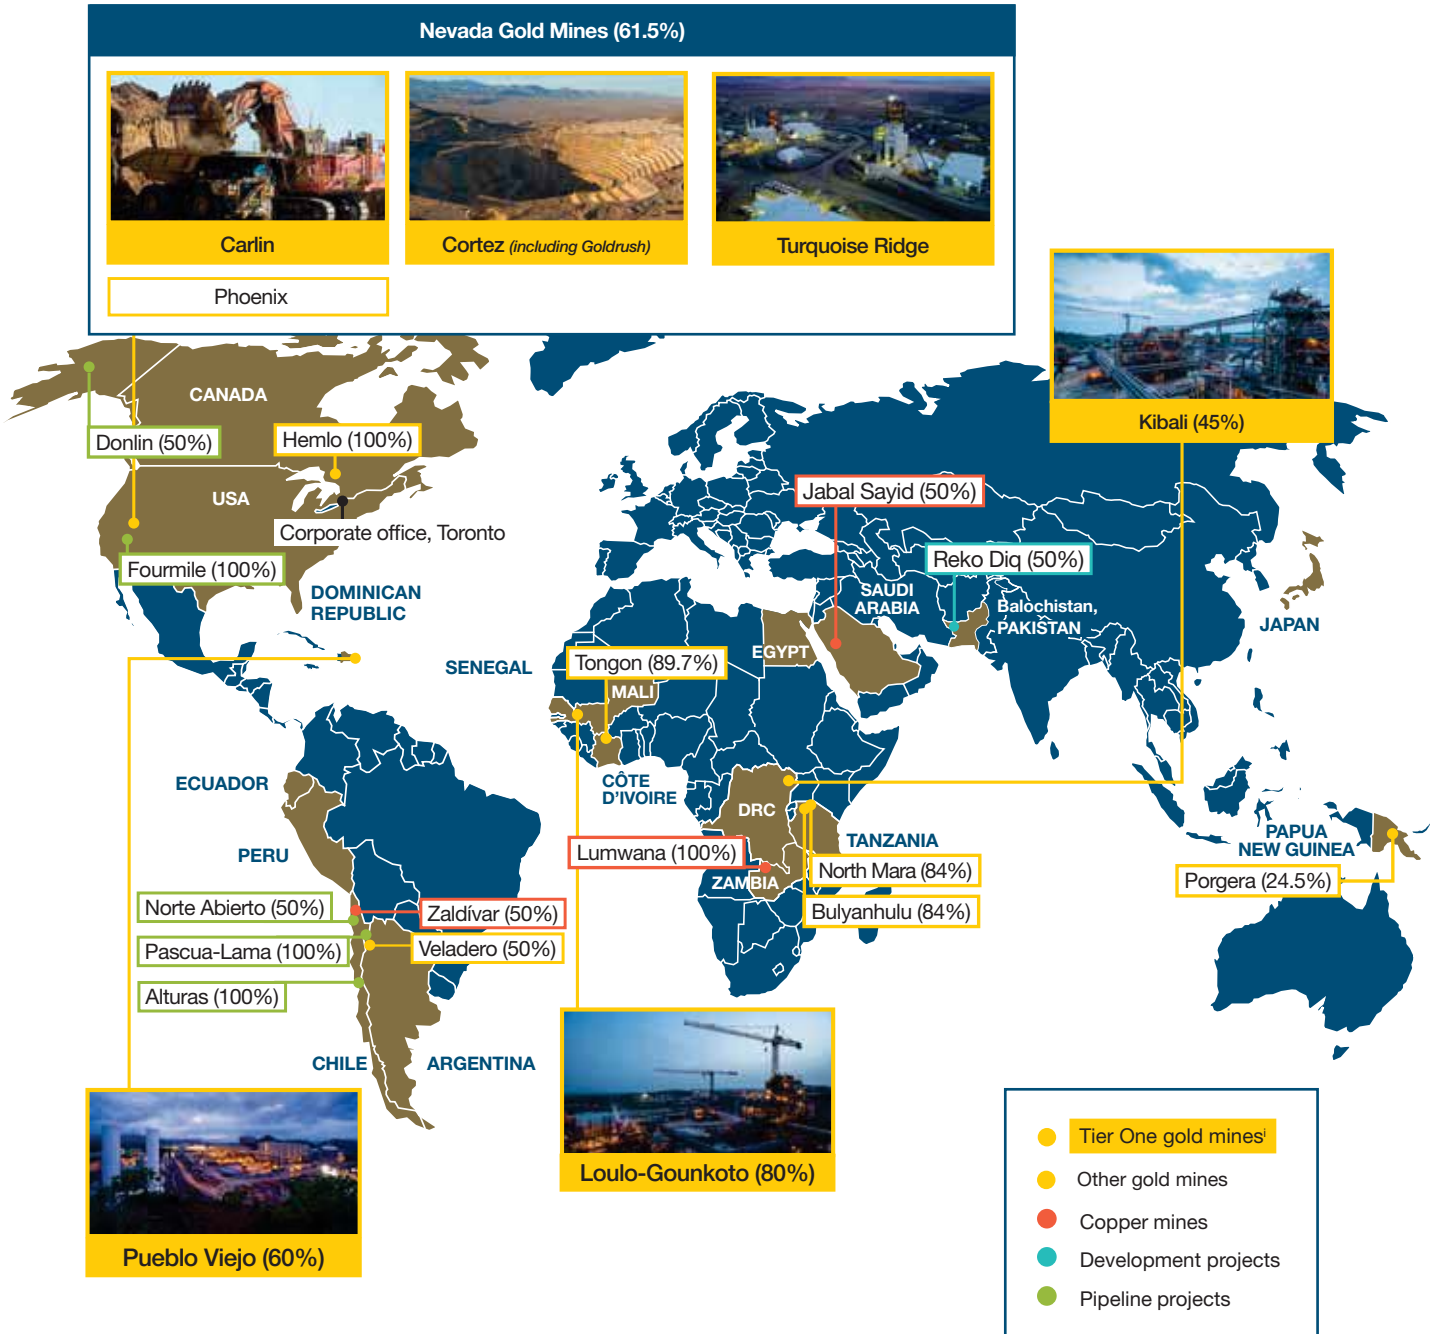 Nevada Gold Mines (61.5%)
Carlin
Cortez (including Goldrush)
Turquoise Ridge
Phoenix
Kibali (45%)
CANADA
Donlin (50%)
Hemlo (100%)
USA
Corporate office, Toronto
Fourmile (100%)
DOMINICAN
REPUBLIC
Jabal Sayid (50%)
Reko Diq (50%)
SAUDI
ARABIA
Balochistan,
PAKISTAN
JAPAN
EGYPT
SENEGAL
Tongon (89.7%)
MALI
CÔTE
D'IVOIRE
ECUADOR
PERU
DRC
TANZANIA
Lumwana (100%)
ZAMBIA
North Mara (84%)
Bulyanhulu (84%)
PAPUA
NEW GUINEA
Porgera (24.5%)
Norte Abierto (50%)
Zaldívar (50%)
Pascua-Lama (100%)
Veladero (50%)
Alturas (100%)
CHILE
ARGENTINA
Pueblo Viejo (60%)
Loulo-Gounkoto (80%)
Tier One gold minesⁱ
Other gold mines
Copper mines
Development projects
Pipeline projects